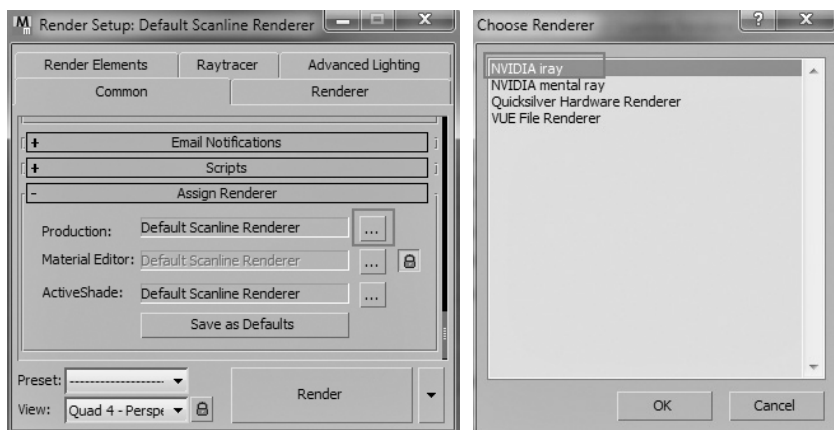 Render Setup: Default Scanline Renderer
Render Elements
Raytracer
Advanced Lighting
Common
Renderer
+ Email Notifications
+ Scripts
- Assign Renderer
Production: Default Scanline Renderer ...
Material Editor: Default Scanline Renderer ...
ActiveShade: Default Scanline Renderer ...
Save as Defaults
Preset: --------------------
View: Quad 4 - Perspe
Render
Choose Renderer
NVIDIA iray
NVIDIA mental ray
Quicksilver Hardware Renderer
VUE File Renderer
OK
Cancel